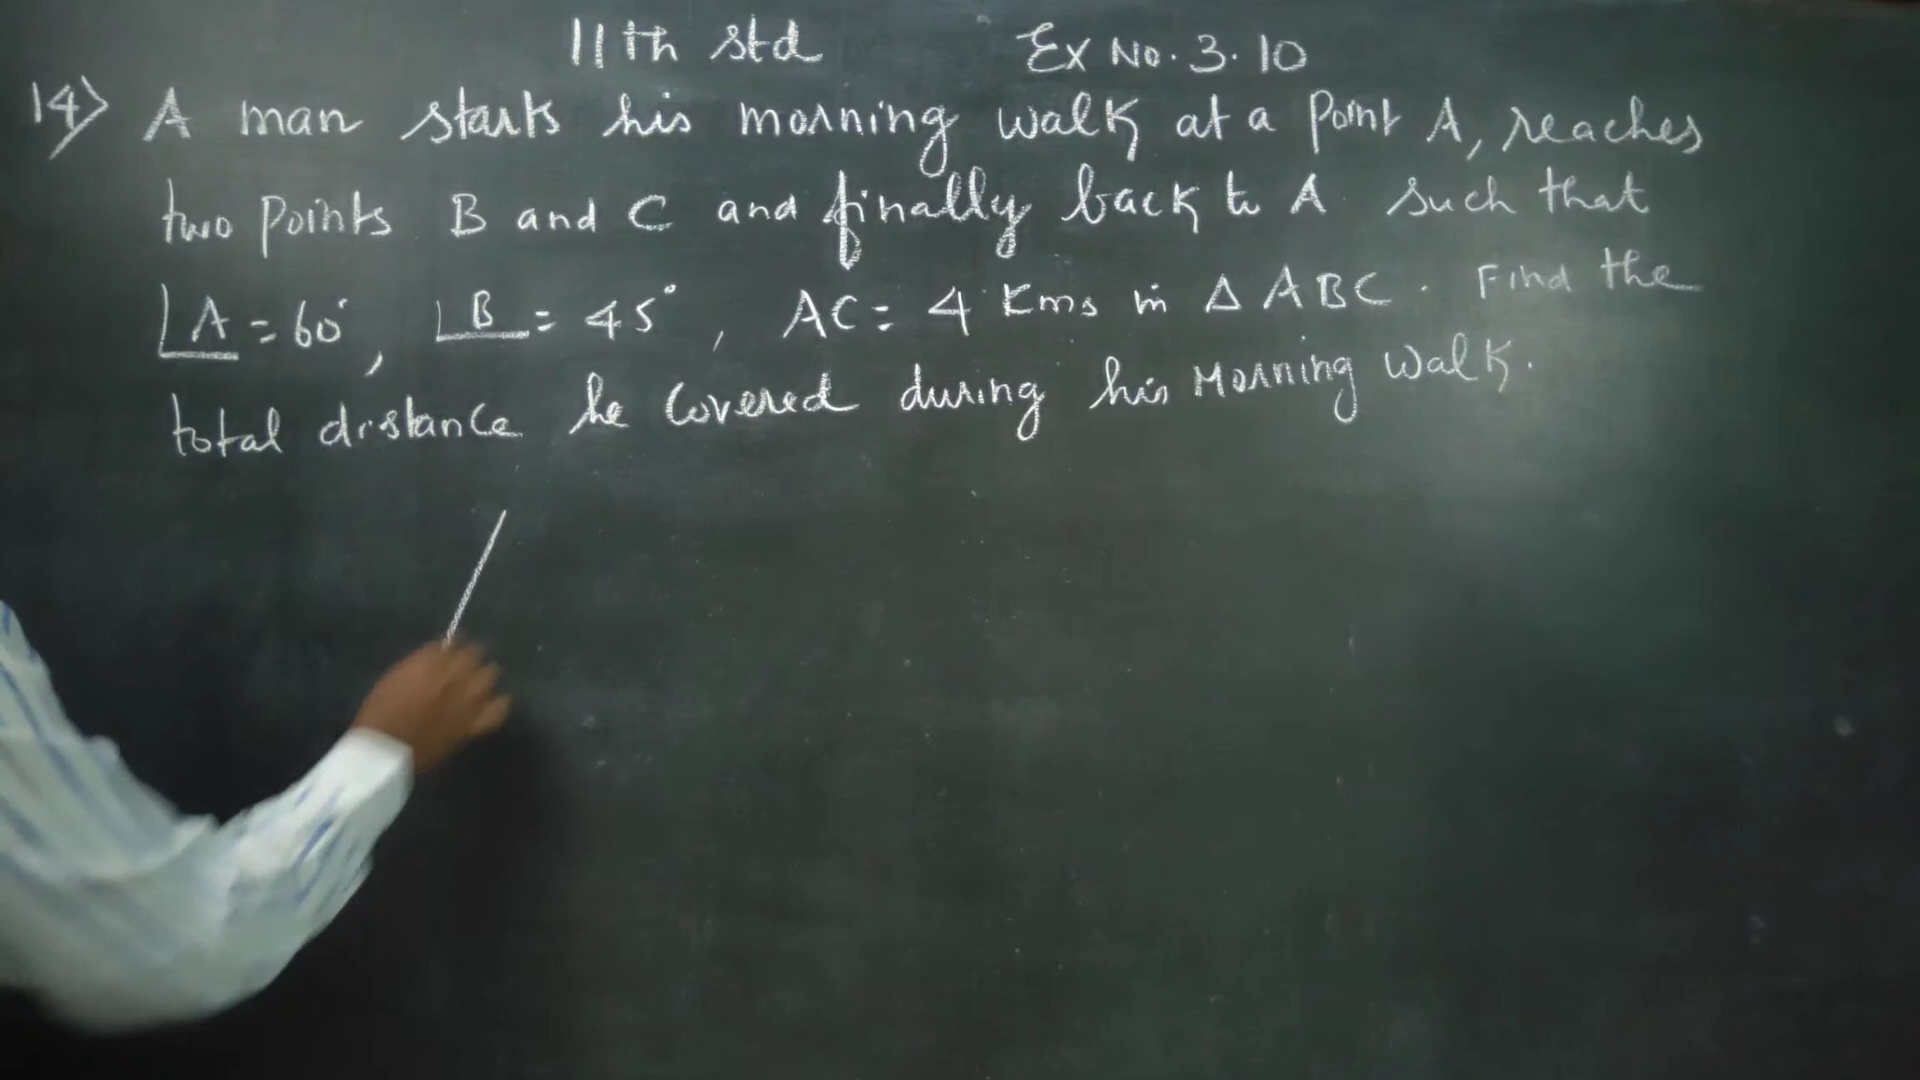 11th std Ex No. 3.10
14) A man starts his morning walk at a Point A, reaches
two points B and C and finally back to A such that
∠A = 60°, ∠B = 45°, AC = 4 Kms in Δ ABC. Find the
total distance he Covered during his Morning Walk.